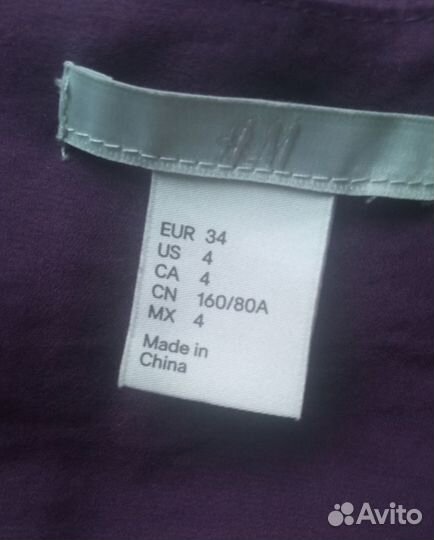 H&M
EUR 34
US 4
CA 4
CN 160/80A
MX 4
Made in
China
Avito